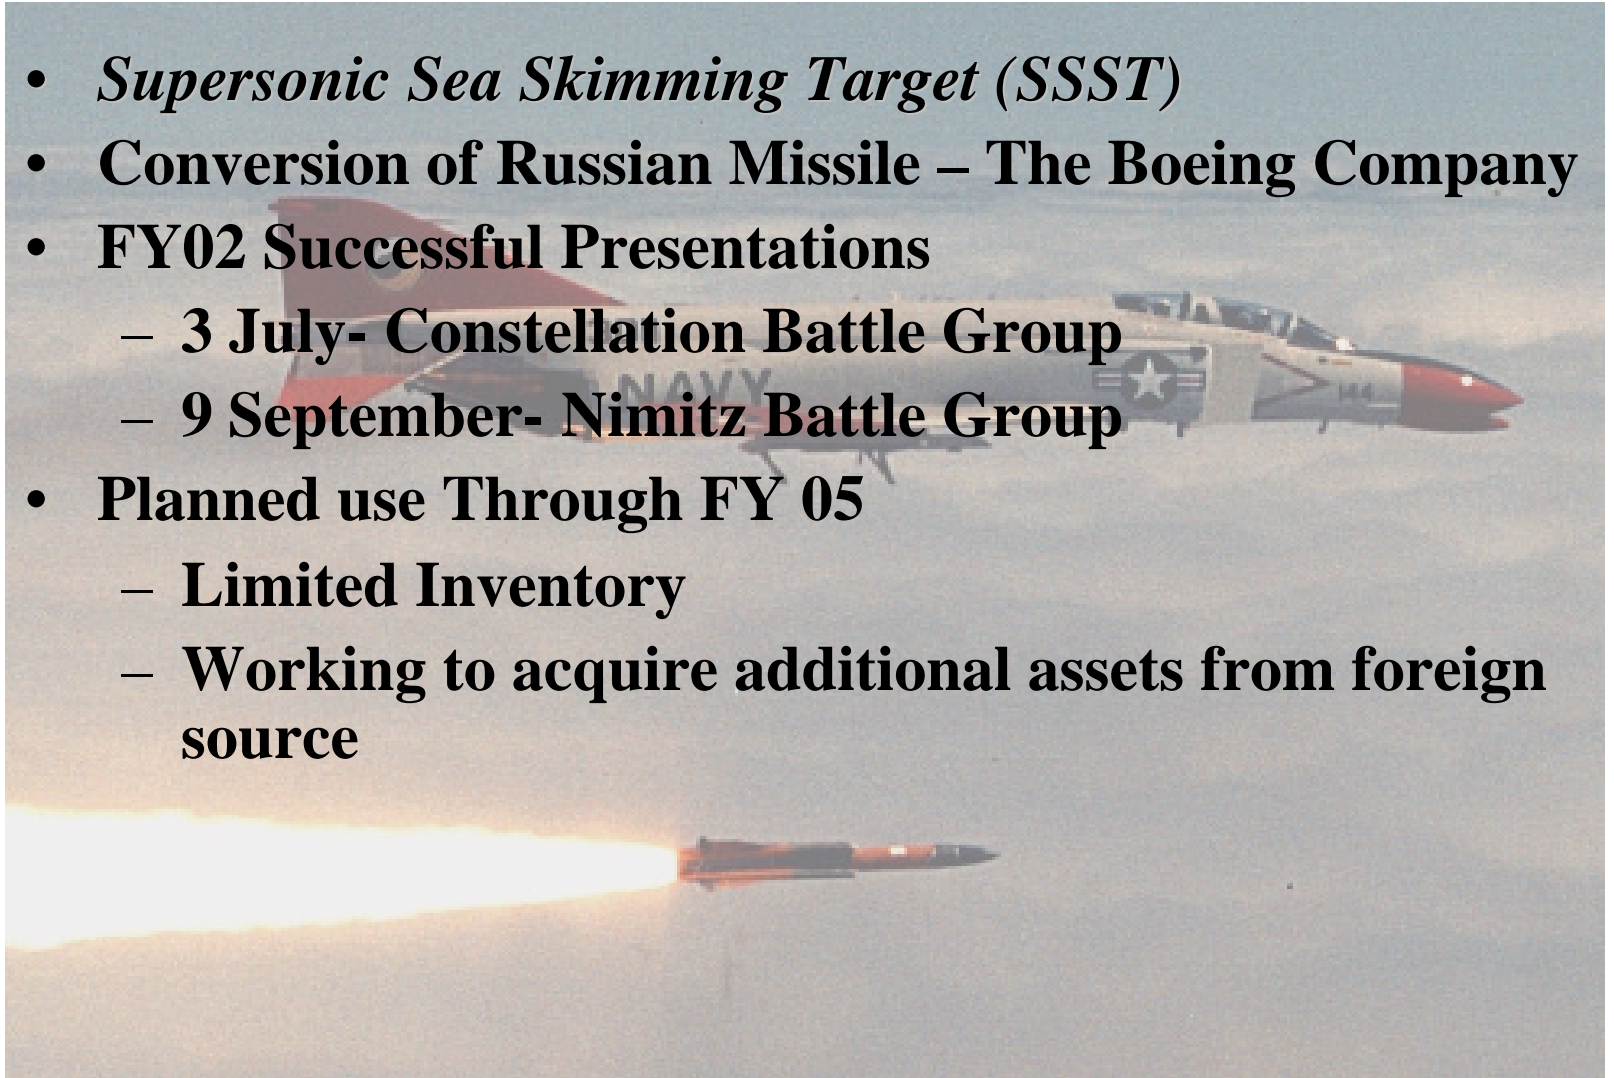 • Supersonic Sea Skimming Target (SSST)
• Conversion of Russian Missile – The Boeing Company
• FY02 Successful Presentations
– 3 July- Constellation Battle Group
– 9 September- Nimitz Battle Group
• Planned use Through FY 05
– Limited Inventory
– Working to acquire additional assets from foreign
source
NAVY
144